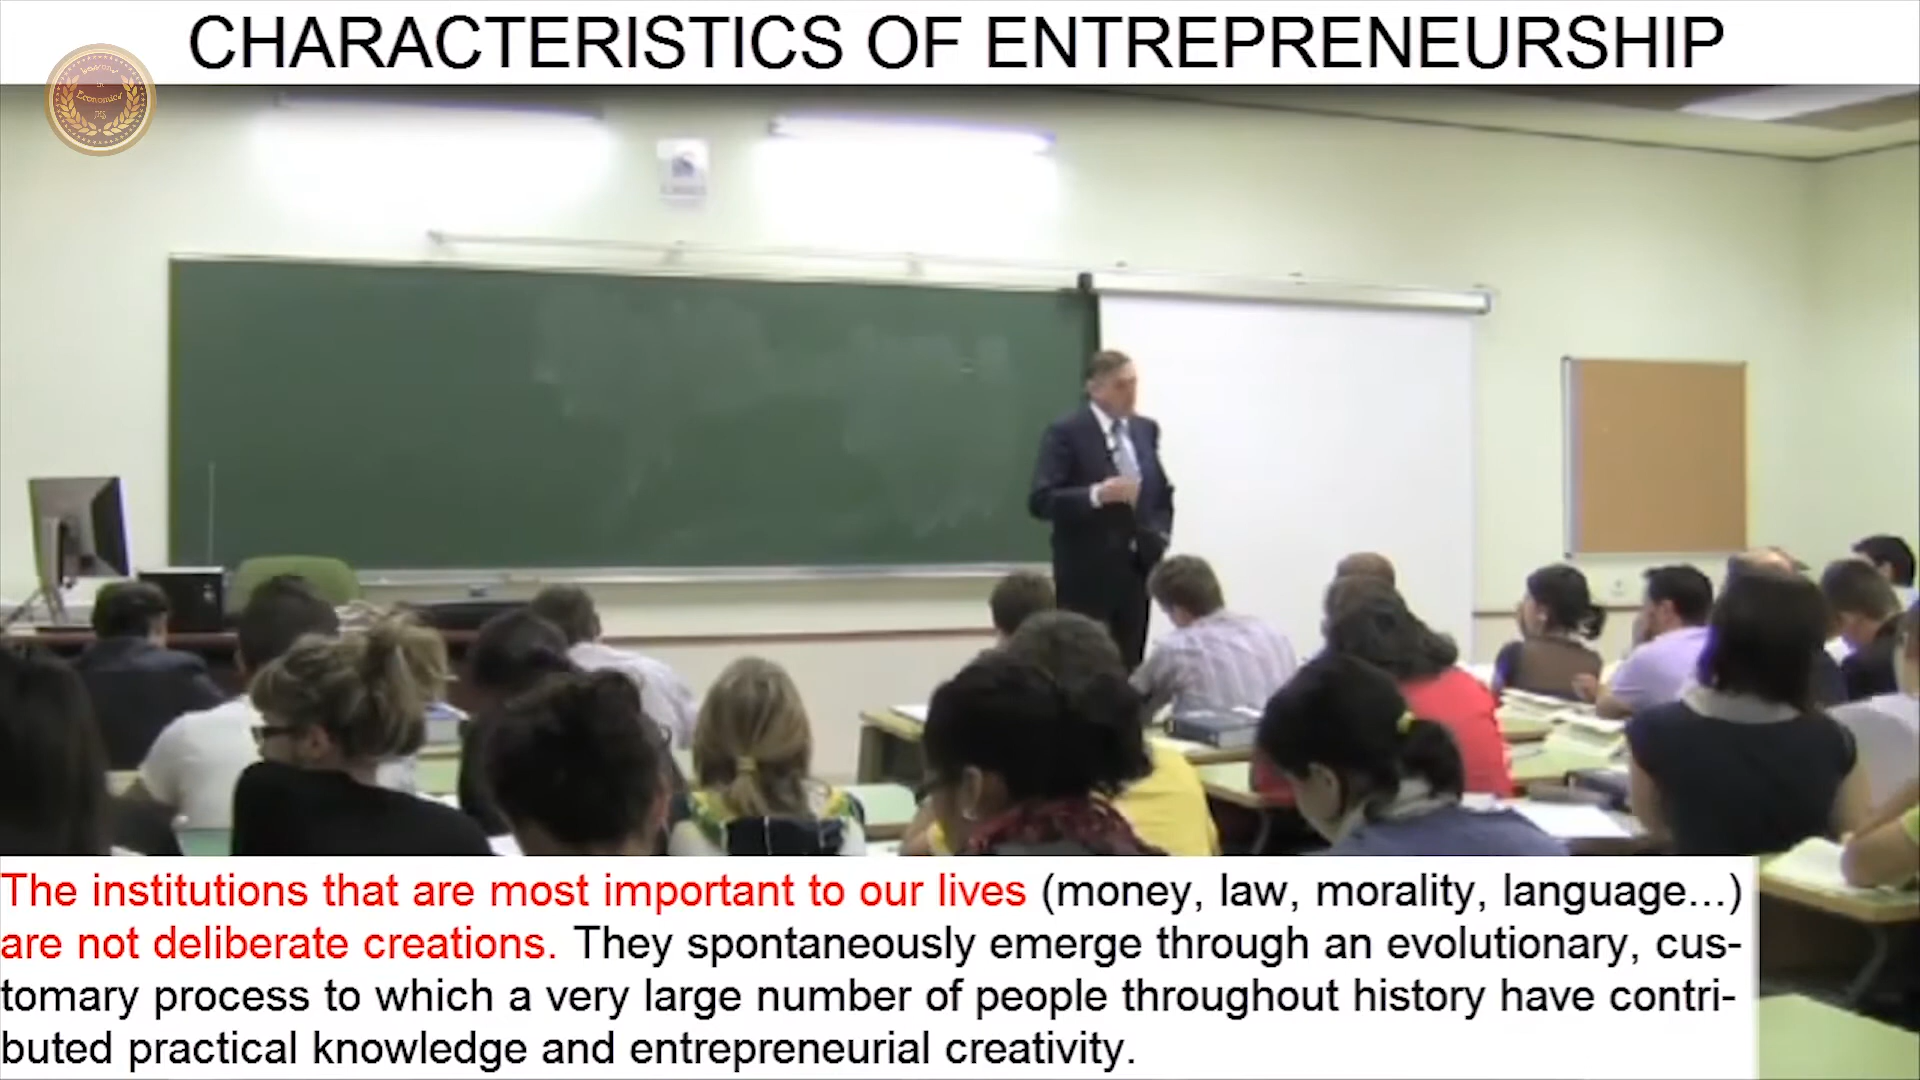 CHARACTERISTICS OF ENTREPRENEURSHIP
Economics
The institutions that are most important to our lives (money, law, morality, language...)
are not deliberate creations. They spontaneously emerge through an evolutionary, cus-
tomary process to which a very large number of people throughout history have contri-
buted practical knowledge and entrepreneurial creativity.